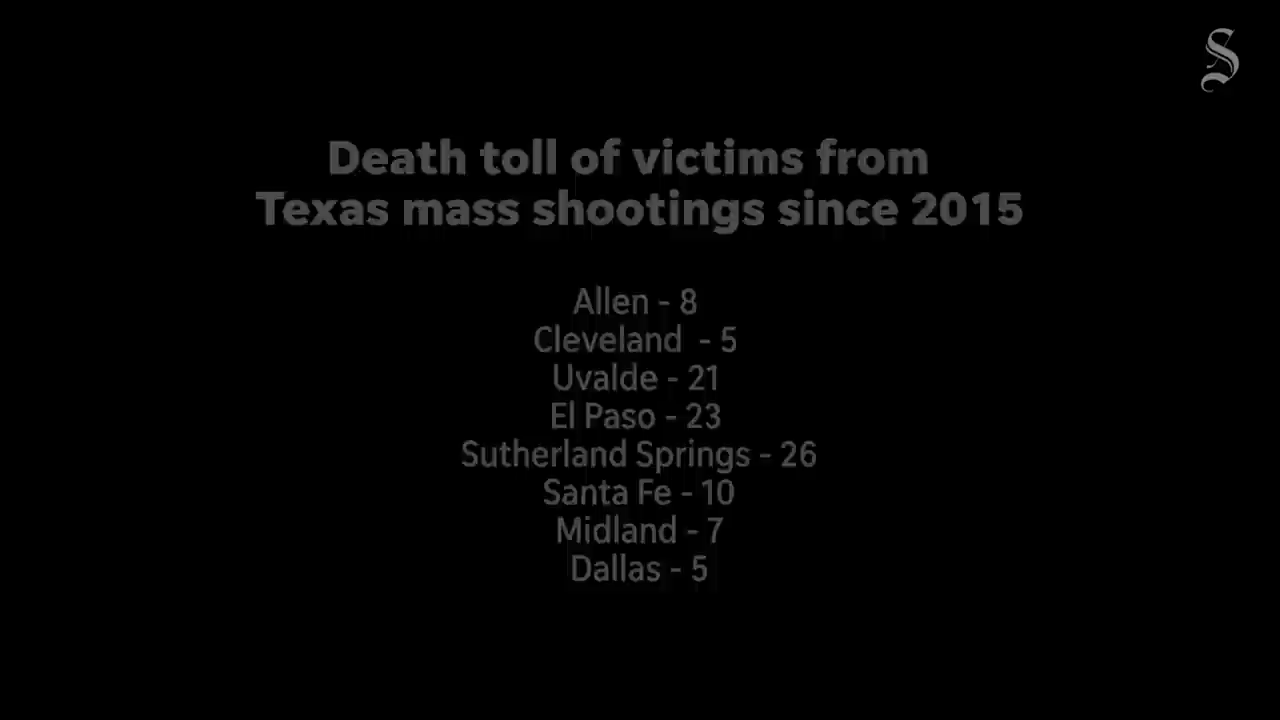 S
Death toll of victims from
Texas mass shootings since 2015
Allen - 8
Cleveland  - 5
Uvalde - 21
El Paso - 23
Sutherland Springs - 26
Santa Fe - 10
Midland - 7
Dallas - 5